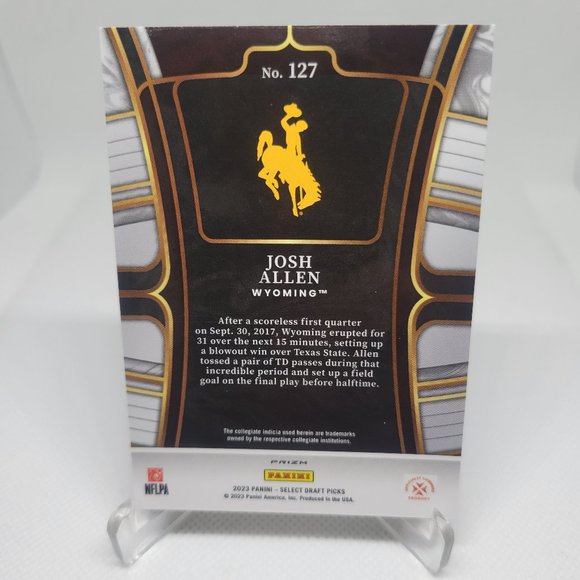 No. 127
JOSH
ALLEN
WYOMING™
After a scoreless first quarter
on Sept. 30, 2017, Wyoming erupted for
31 over the next 15 minutes, setting up
a blowout win over Texas State. Allen
tossed a pair of TD passes during that
incredible period and set up a field
goal on the final play before halftime.
The collegiate indicia used herein are trademarks
owned by the respective collegiate institutions.
PRIZM
PANINI
NFLPA
2023 PANINI – SELECT DRAFT PICKS
© 2023 Panini America, Inc. Produced in the USA.